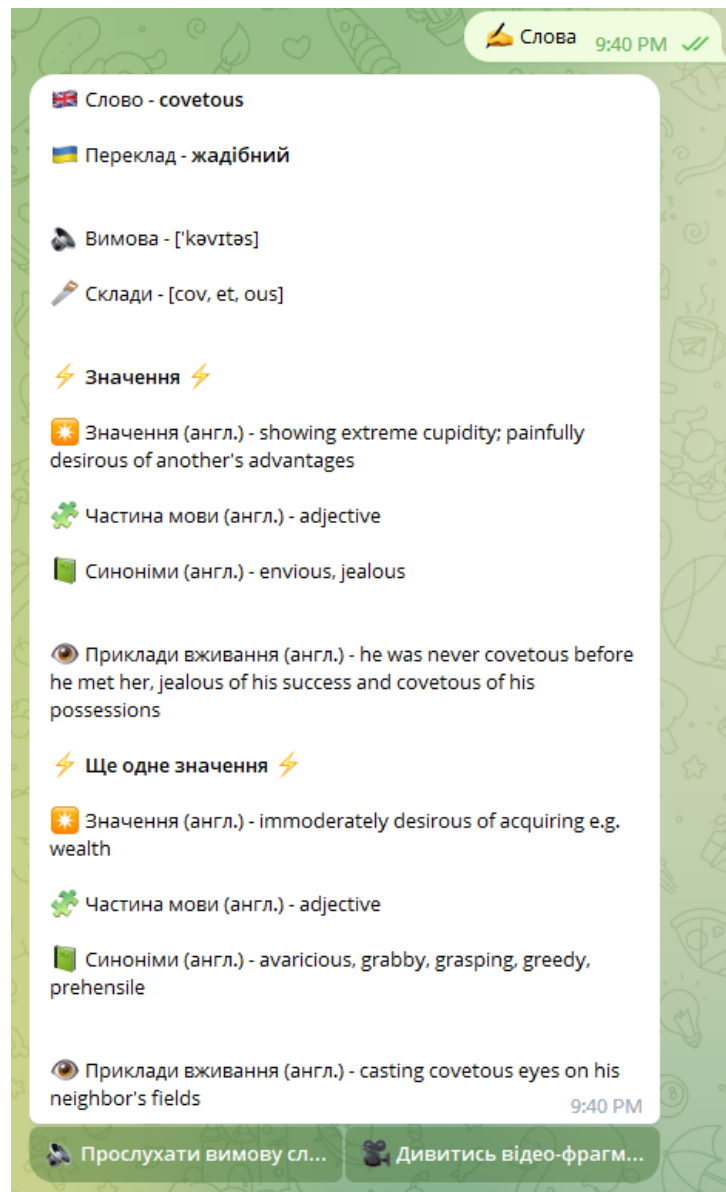 ✍️ Слова 9:40 PM
🇬🇧 Слово - covetous
🇺🇦 Переклад - жадібний
🔊 Вимова - ['kəvɪtəs]
🪚 Склади - [cov, et, ous]
⚡ Значення ⚡
✴️ Значення (англ.) - showing extreme cupidity; painfully
desirous of another's advantages
🧩 Частина мови (англ.) - adjective
📗 Синоніми (англ.) - envious, jealous
👁 Приклади вживання (англ.) - he was never covetous before
he met her, jealous of his success and covetous of his
possessions
⚡ Ще одне значення ⚡
✴️ Значення (англ.) - immoderately desirous of acquiring e.g.
wealth
🧩 Частина мови (англ.) - adjective
📗 Синоніми (англ.) - avaricious, grabby, grasping, greedy,
prehensile
👁 Приклади вживання (англ.) - casting covetous eyes on his
neighbor's fields
9:40 PM
🔊 Прослухати вимову сл...
🎥 Дивитись відео-фрагм...